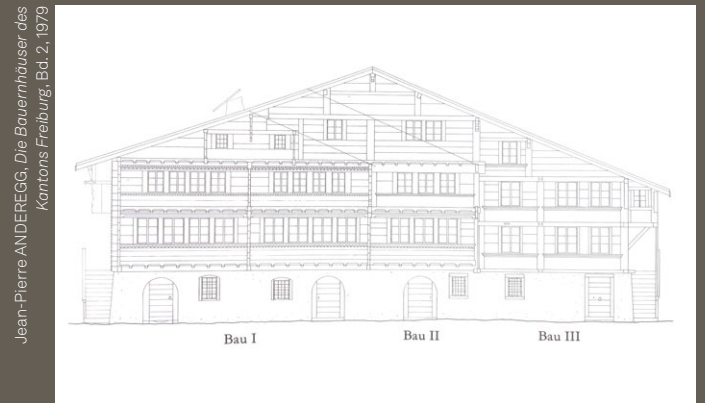 Jean-Pierre ANDEREGG, Die Bauernhäuser des
Kantons Freiburg, Bd. 2, 1979
Bau I
Bau II
Bau III